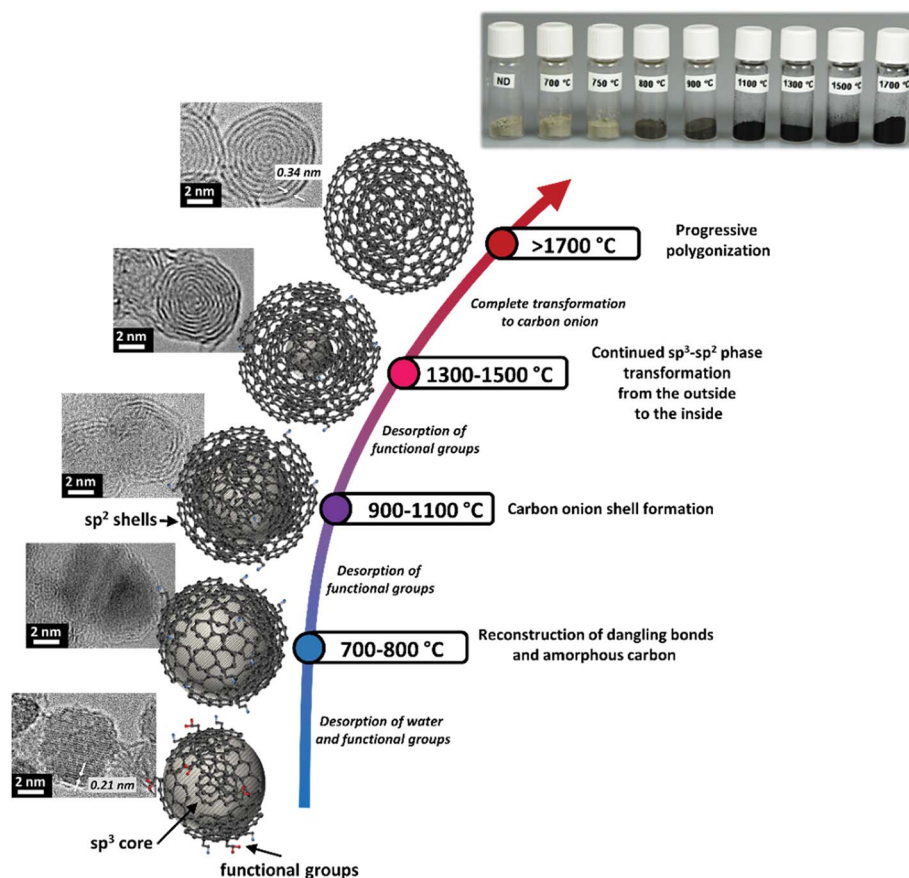 ND
700 °C
750 °C
800 °C
900 °C
1100 °C
1300 °C
1500 °C
1700 °C
0.34 nm
2 nm
>1700 °C
Progressive
polygonization
Complete transformation
to carbon onion
2 nm
1300-1500 °C
Continued sp³-sp² phase
transformation
from the outside
to the inside
Desorption of
functional groups
2 nm
sp² shells
900-1100 °C
Carbon onion shell formation
Desorption of
functional groups
2 nm
700-800 °C
Reconstruction of dangling bonds
and amorphous carbon
Desorption of water
and functional groups
2 nm
0.21 nm
sp³ core
functional groups